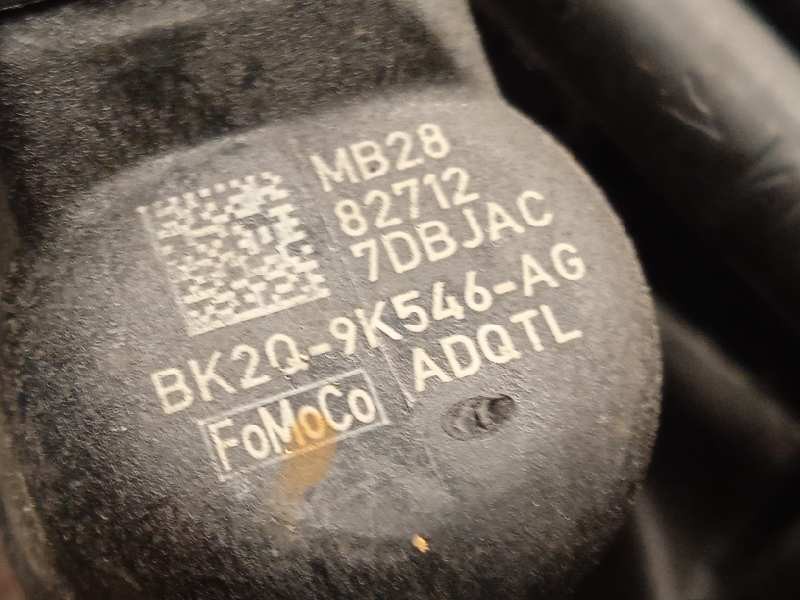 MB28
82712
7DBJAC
BK2Q-9K546-AG
FoMoCo ADQTL